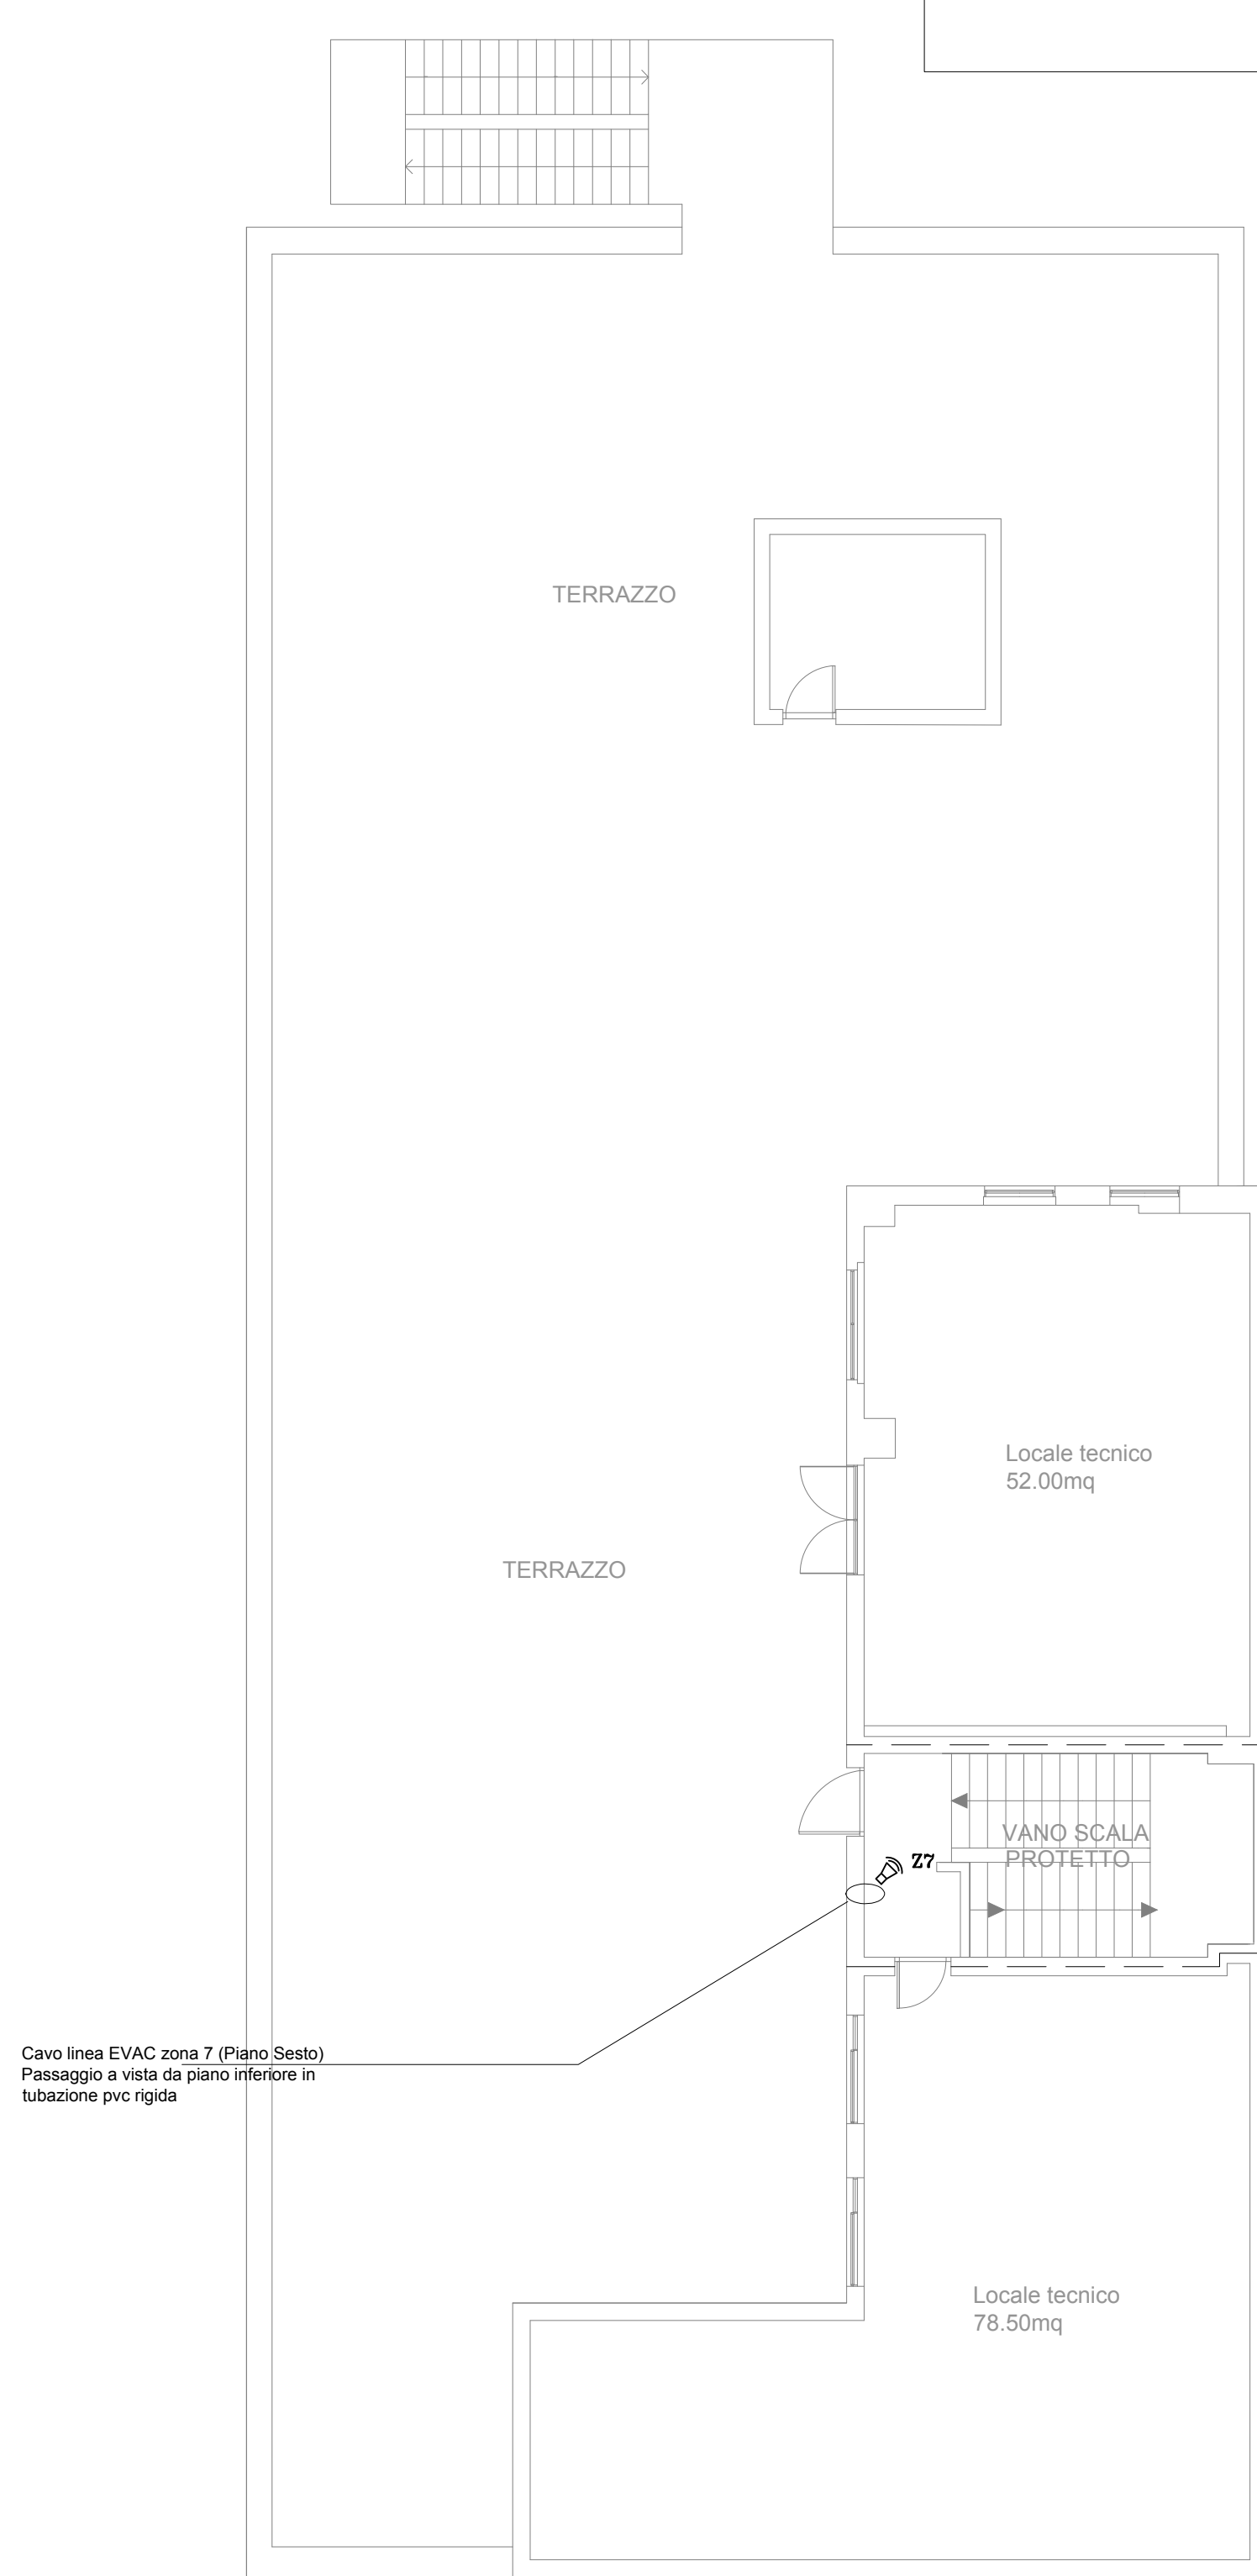 TERRAZZO
Locale tecnico
52.00mq
TERRAZZO
VANO SCALA
PROTETTO
Z7
Cavo linea EVAC zona 7 (Piano Sesto)
Passaggio a vista da piano inferiore in
tubazione pvc rigida
Locale tecnico
78.50mq